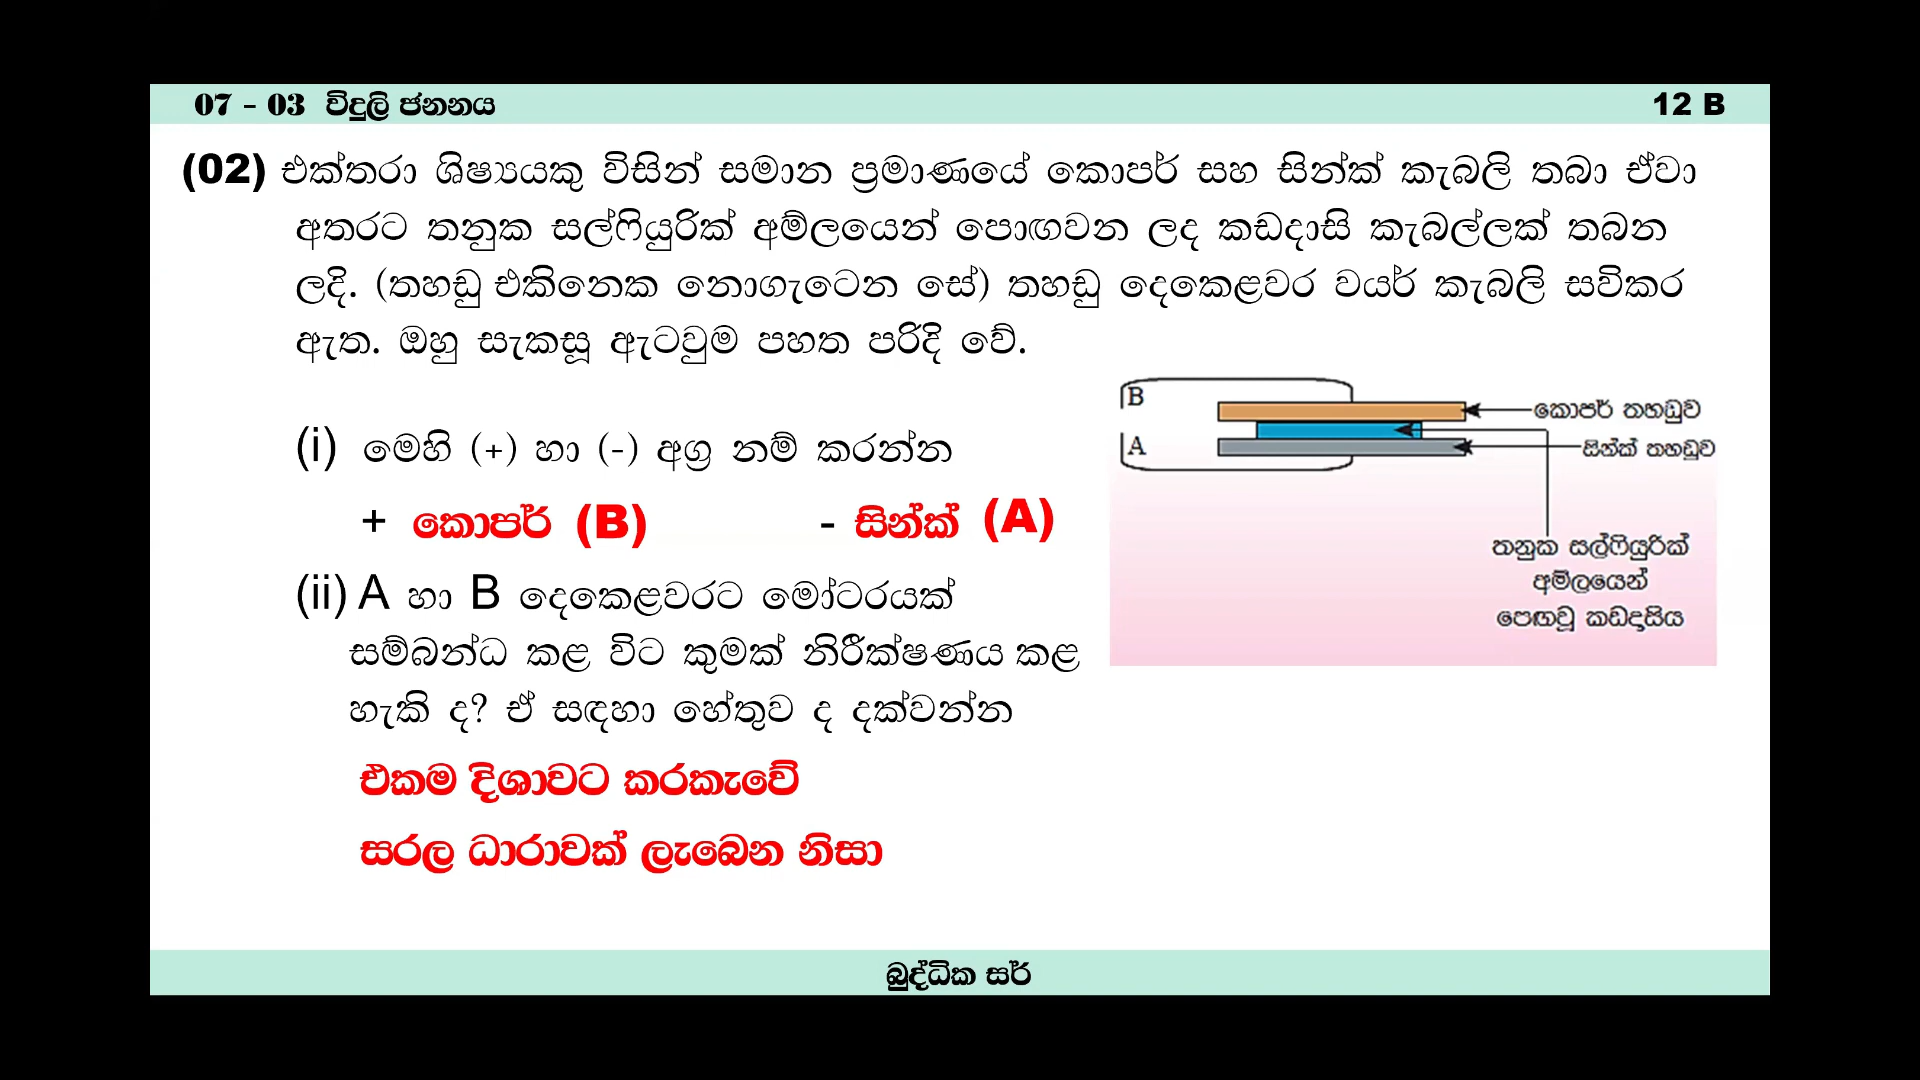 07 - 03 විදුලි ජනනය
12 B
(02) එක්තරා ශිෂ්‍යයකු විසින් සමාන ප්‍රමාණයේ කොපර් සහ සින්ක් කැබලි තබා ඒවා
අතරට තනුක සල්ෆියුරික් අම්ලයෙන් පොඟවන ලද කඩදාසි කැබල්ලක් තබන
ලදි. (තහඩු එකිනෙක නොගැටෙන සේ) තහඩු දෙකෙළවර වයර් කැබලි සවිකර
ඇත. ඔහු සැකසූ ඇටවුම පහත පරිදි වේ.
(i) මෙහි (+) හා (-) අග්‍ර නම් කරන්න
+ කොපර් (B) - සින්ක් (A)
(ii) A හා B දෙකෙළවරට මෝටරයක්
සම්බන්ධ කළ විට කුමක් නිරීක්ෂණය කළ
හැකි ද? ඒ සඳහා හේතුව ද දක්වන්න
එකම දිශාවට කරකැවේ
සරල ධාරාවක් ලැබෙන නිසා
B
කොපර් තහඩුව
A
සින්ක් තහඩුව
තනුක සල්ෆියුරික්
අම්ලයෙන්
පෙඟවූ කඩදාසිය
බුද්ධික සර්